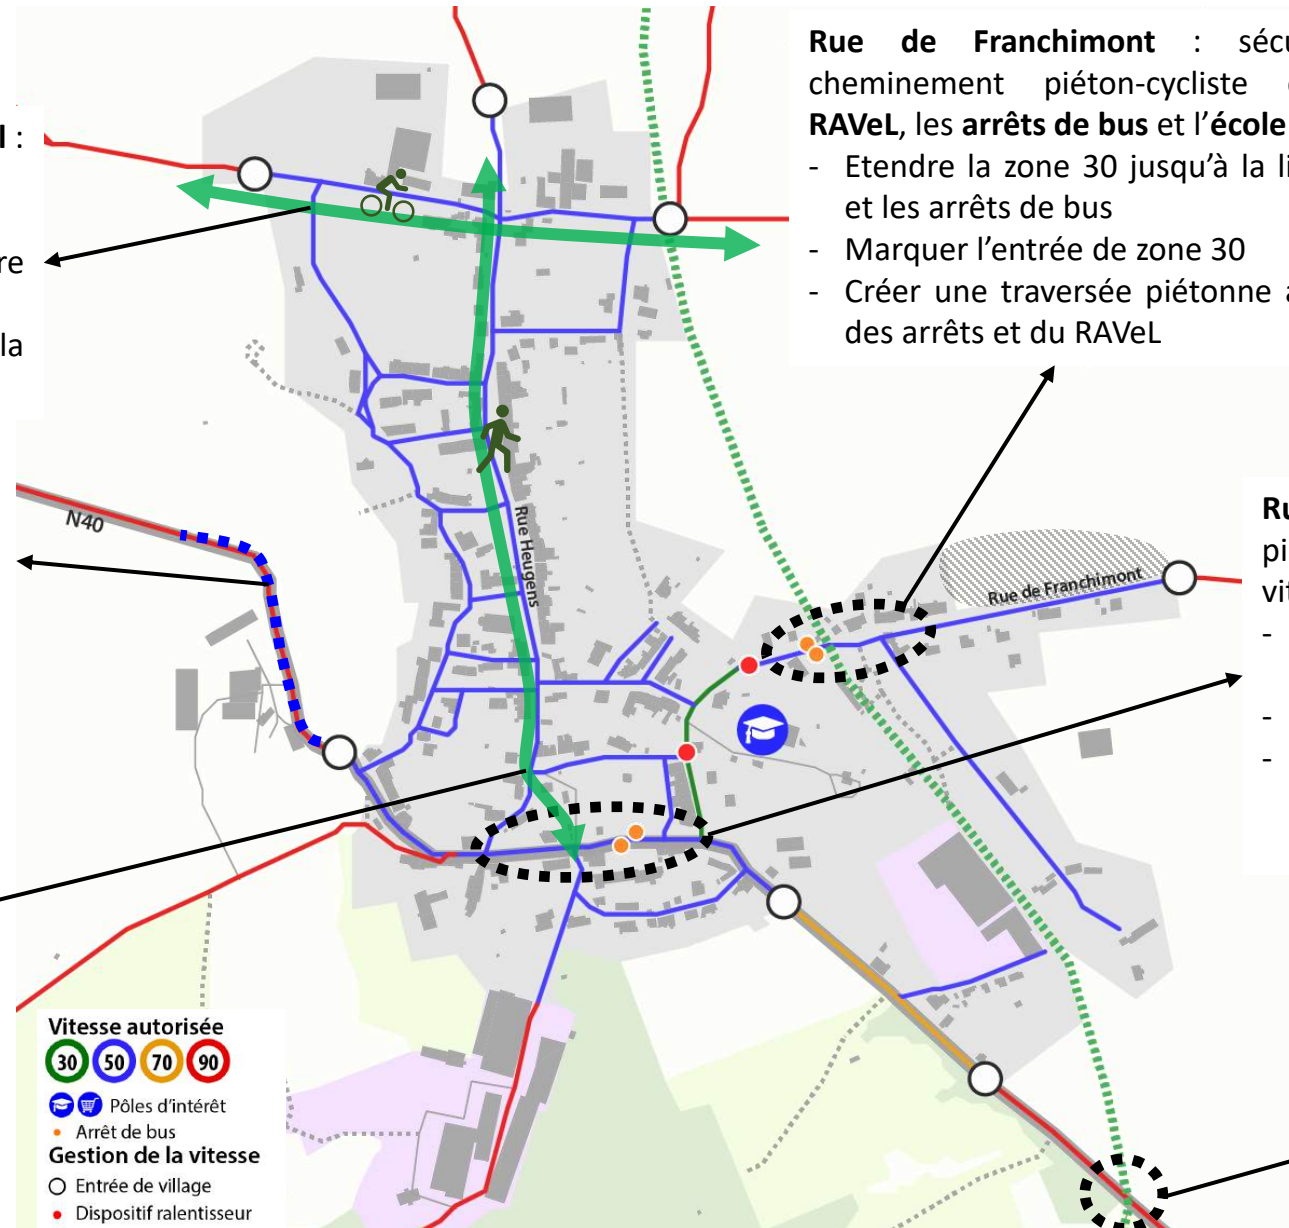 Rue de Franchimont : sécu
cheminement piéton-cycliste
RAVeL, les arrêts de bus et l'école
- Etendre la zone 30 jusqu'à la li
et les arrêts de bus
- Marquer l'entrée de zone 30
- Créer une traversée piétonne a
des arrêts et du RAVeL
l :
re
la
N40
Rue Heugens
Rue de Franchimont
Ru
pi
vit
-
-
-
Vitesse autorisée
30 50 70 90
Pôles d'intérêt
Arrêt de bus
Gestion de la vitesse
Entrée de village
Dispositif ralentisseur